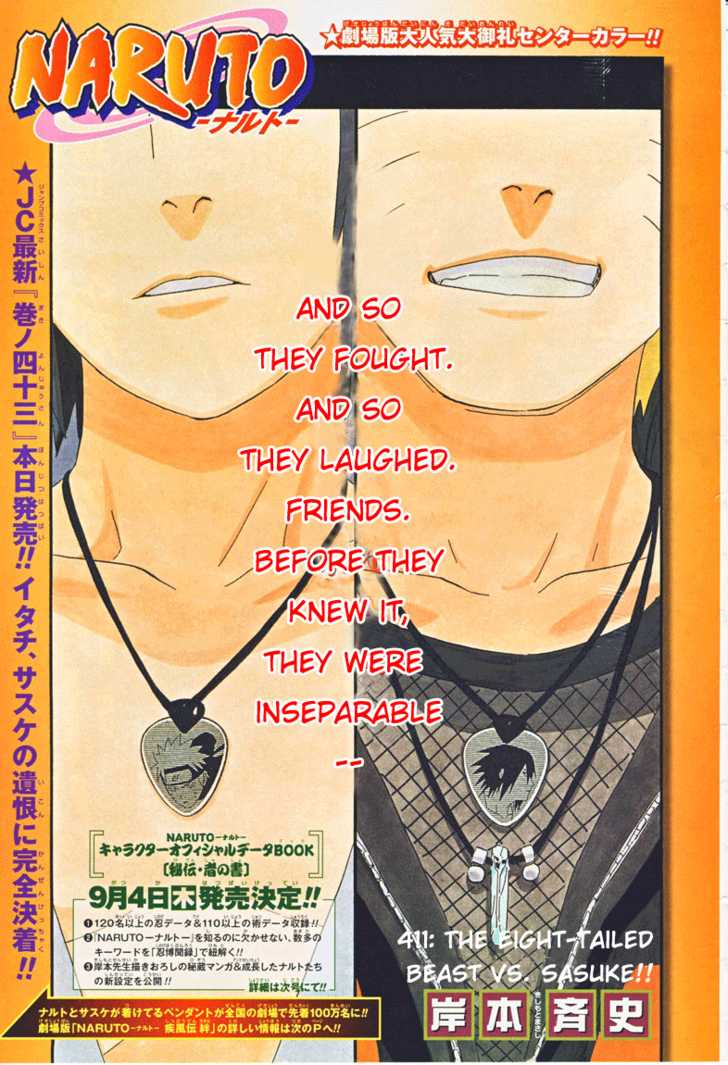 ★劇場版大人気大御礼センターカラー!!
NARUTO
-ナルト-
★JC最新『巻ノ四十三』本日発売!!イタチ、サスケの遺恨に完全決着!!
AND SO
THEY FOUGHT.
AND SO
THEY LAUGHED.
FRIENDS.
BEFORE THEY
KNEW IT,
THEY WERE
INSEPARABLE
--
NARUTO-ナルト-
キャラクターオフィシャルデータBOOK
[秘伝・者の書]
9月4日木発売決定!!
❶120名以上の忍データ&110以上の術データ収録!!
❷「NARUTO-ナルト-」を知るのに欠かせない、数多の
キーワードを「忍博聞録」で紐解く!!
❸岸本先生描きおろしの秘蔵マンガ&成長したナルトたち
の新設定を公開!!
詳細は次号にて!!
411: THE EIGHT-TAILED
BEAST VS. SASUKE!!
岸本斉史
きしもとまさし
ナルトとサスケが着けてるペンダントが全国の劇場で先着100万名に!!
劇場版「NARUTO-ナルト- 疾風伝 絆」の詳しい情報は次のPへ!!